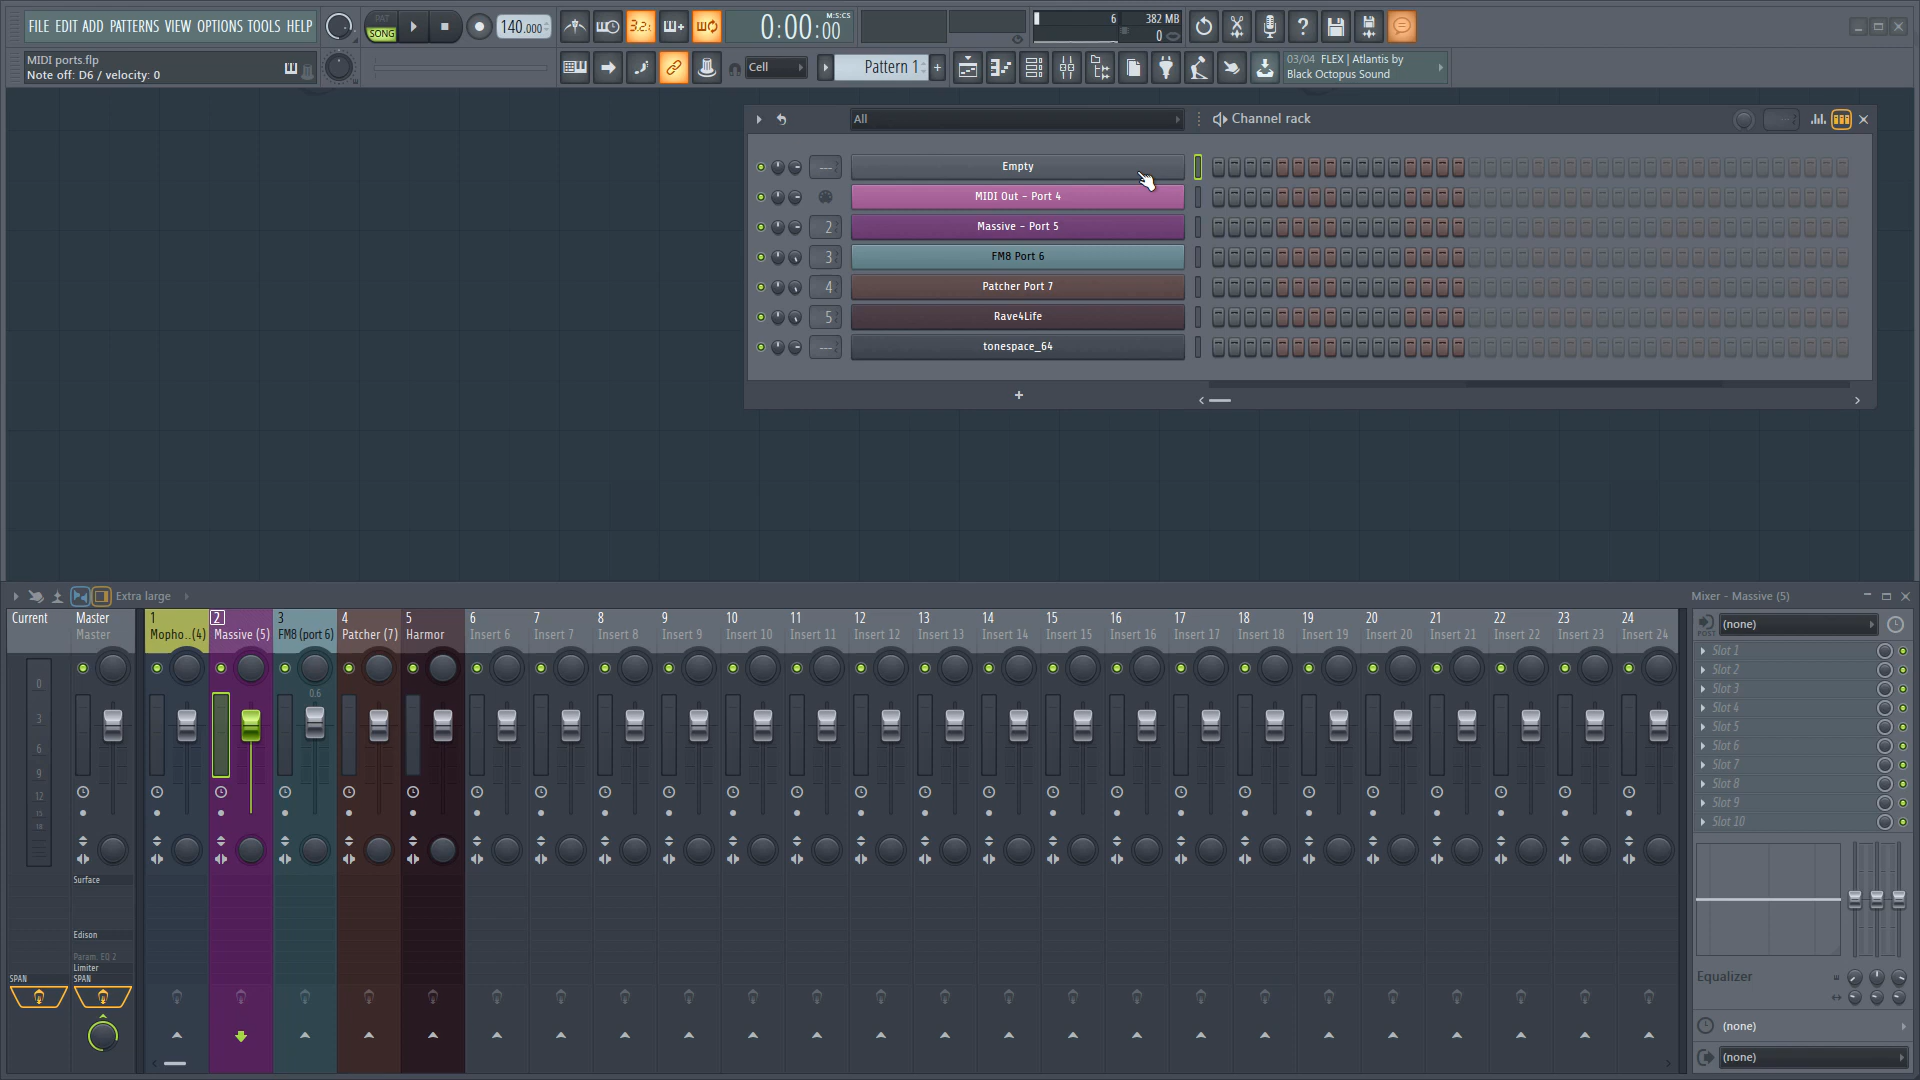 FILE EDIT ADD PATTERNS VIEW OPTIONS TOOLS HELP
PAT
SONG
140.000
3.2.
0:00:00
M:S:CS
6
382 MB
0
MIDI ports.flp
Note off: D6 / velocity: 0
Cell
Pattern 1
+
03/04 FLEX | Atlantis by
Black Octopus Sound
All
Channel rack
Empty
MIDI Out - Port 4
2
Massive - Port 5
3
FM8 Port 6
4
Patcher Port 7
5
Rave4Life
---
tonespace_64
+
Extra large
Mixer - Massive (5)
Current
Master
1
2
3
4
5
6
7
8
9
10
11
12
13
14
15
16
17
18
19
20
21
22
23
24
Master
Mopho..(4)
Massive (5)
FM8 (port 6)
Patcher (7)
Harmor
Insert 6
Insert 7
Insert 8
Insert 9
Insert 10
Insert 11
Insert 12
Insert 13
Insert 14
Insert 15
Insert 16
Insert 17
Insert 18
Insert 19
Insert 20
Insert 21
Insert 22
Insert 23
Insert 24
0
3
6
9
12
15
18
0.6
Surface
Edison
Param. EQ 2
Limiter
SPAN
SPAN
POST
(none)
Slot 1
Slot 2
Slot 3
Slot 4
Slot 5
Slot 6
Slot 7
Slot 8
Slot 9
Slot 10
Equalizer
(none)
(none)